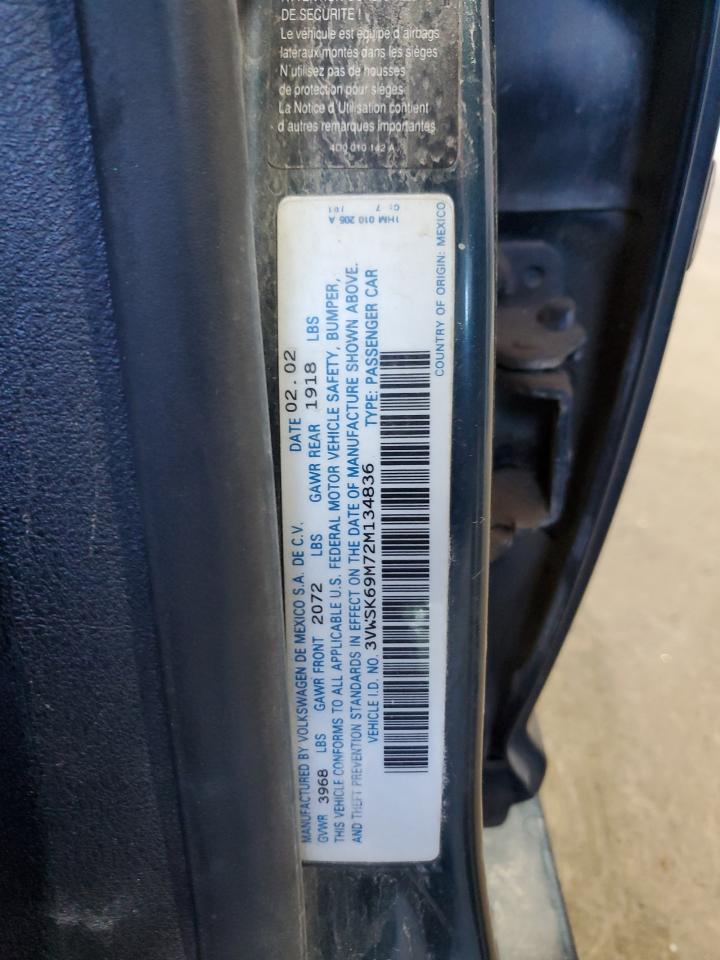 DE SECURITE !
Le véhicule est équipé d'airbags
latéraux montés dans les sièges
N'utilisez pas de housses
de protection pour sièges
La Notice d'Utilisation contient
d'autres remarques importantes.
4D0 010 142 A
MANUFACTURED BY VOLKSWAGEN DE MEXICO S.A. DE C.V. DATE 02.02
GVWR 3968 LBS GAWR FRONT 2072 LBS GAWR REAR 1918 LBS
THIS VEHICLE CONFORMS TO ALL APPLICABLE U.S. FEDERAL MOTOR VEHICLE SAFETY, BUMPER,
AND THEFT PREVENTION STANDARDS IN EFFECT ON THE DATE OF MANUFACTURE SHOWN ABOVE.
VEHICLE I.D. NO. 3VWSK69M72M134836 TYPE: PASSENGER CAR
COUNTRY OF ORIGIN: MEXICO
1HM 010 205 A